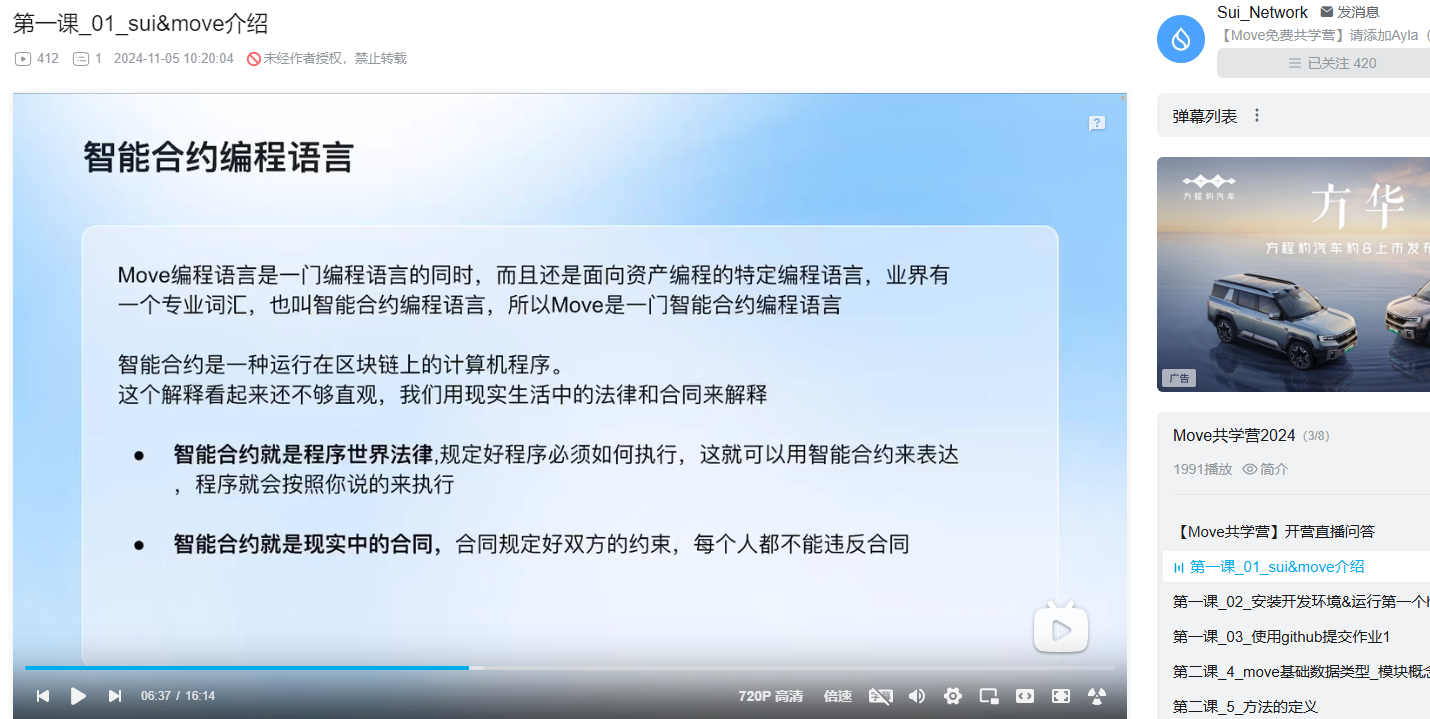 第一课_01_sui&move介绍
412 1 2024-11-05 10:20:04 未经作者授权，禁止转载
智能合约编程语言
Move编程语言是一门编程语言的同时，而且还是面向资产编程的特定编程语言，业界有
一个专业词汇，也叫智能合约编程语言，所以Move是一门智能合约编程语言
智能合约是一种运行在区块链上的计算机程序。
这个解释看起来还不够直观，我们用现实生活中的法律和合同来解释
● 智能合约就是程序世界法律,规定好程序必须如何执行，这就可以用智能合约来表达
，程序就会按照你说的来执行
● 智能合约就是现实中的合同，合同规定好双方的约束，每个人都不能违反合同
06:37 / 16:14 720P 高清 倍速
Sui_Network 发消息
【Move免费共学营】请添加Ayla（
已关注 420
弹幕列表
方程豹汽车
方华
方程豹汽车豹8上市发布
广告
Move共学营2024 (3/8)
1991播放 简介
【Move共学营】开营直播问答
第一课_01_sui&move介绍
第一课_02_安装开发环境&运行第一个h
第一课_03_使用github提交作业1
第二课_4_move基础数据类型_模块概念
第二课_5_方法的定义